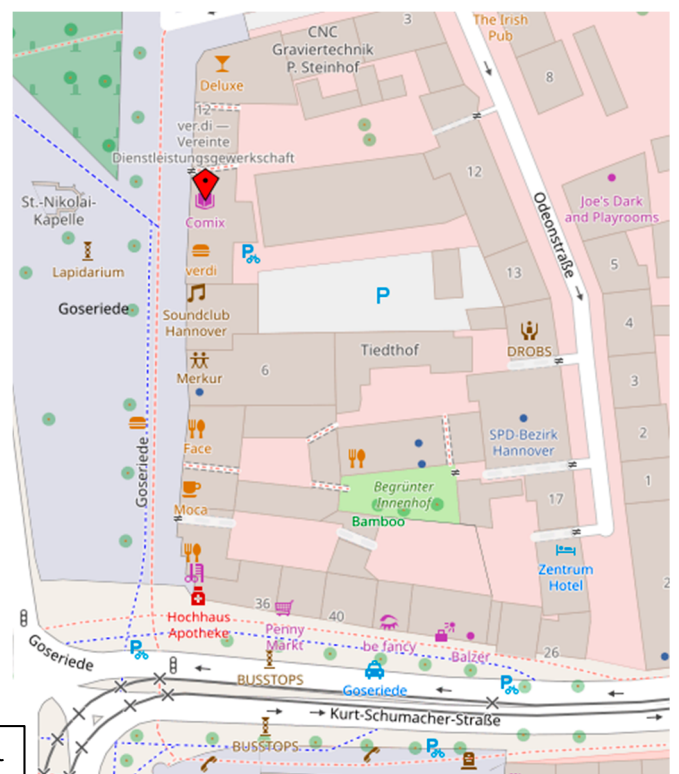 3
The Irish
Pub
CNC
Graviertechnik
P. Steinhof
8
Deluxe
12
ver.di —
Vereinte
Dienstleistungsgewerkschaft
12
St.-Nikolai-
Kapelle
Comix
Joe's Dark
and Playrooms
Odeonstraße
verdi
Lapidarium
13
5
P
Goseriede
Soundclub
Hannover
4
DROBS
Tiedthof
Merkur
6
3
Face
SPD-Bezirk
Hannover
2
Goseriede
1
Begrünter
Innenhof
17
Moca
Bamboo
Zentrum
Hotel
2
36
40
Hochhaus
Apotheke
Penny
Markt
be fancy
Balzer
26
Goseriede
BUSSTOPS
Goseriede
Kurt-Schumacher-Straße
BUSSTOPS